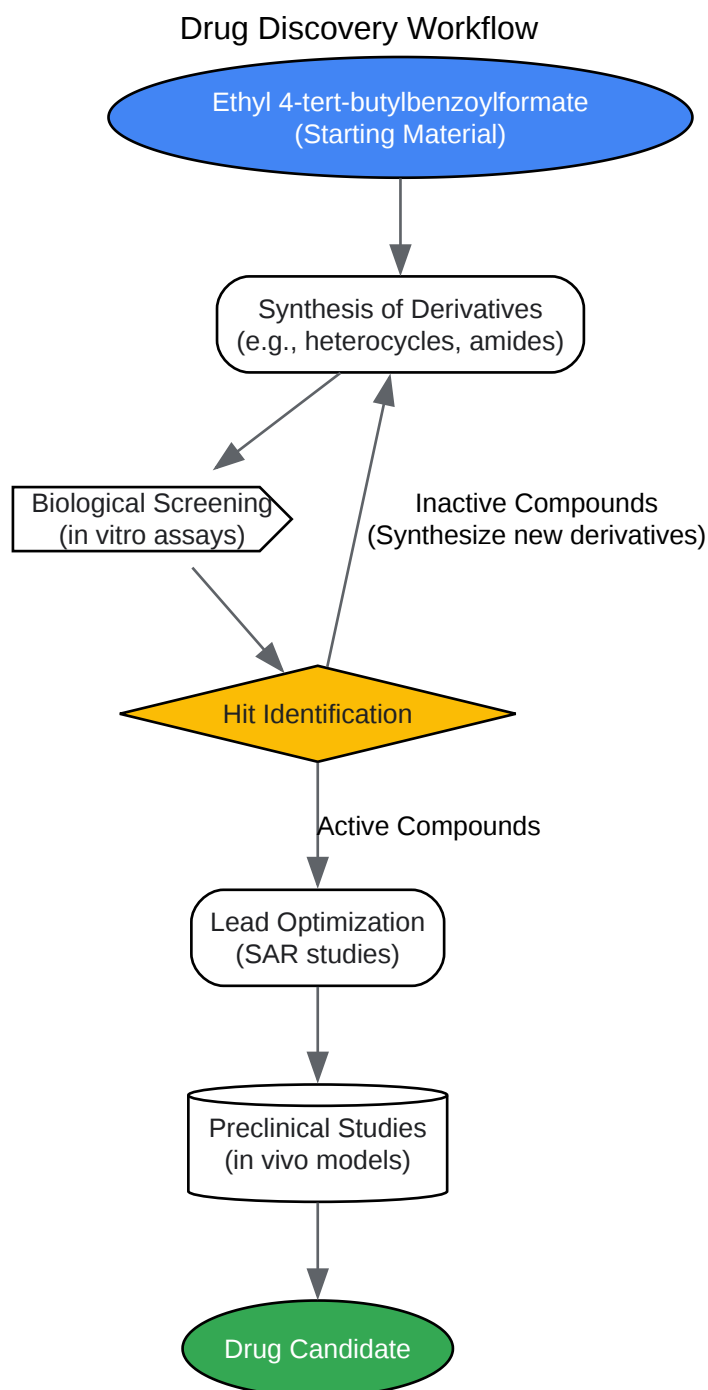 Drug Discovery Workflow
Ethyl 4-tert-butylbenzoylformate
(Starting Material)
Synthesis of Derivatives
(e.g., heterocycles, amides)
Biological Screening
(in vitro assays)
Inactive Compounds
(Synthesize new derivatives)
Hit Identification
Active Compounds
Lead Optimization
(SAR studies)
Preclinical Studies
(in vivo models)
Drug Candidate